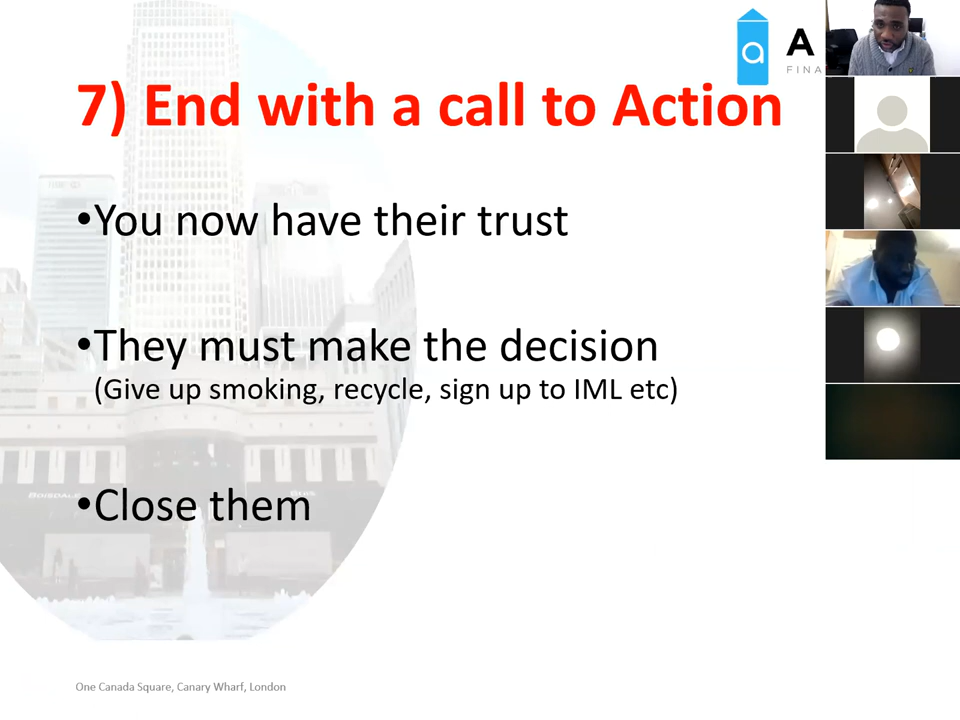 A
FINA
7) End with a call to Action
•You now have their trust
•They must make the decision
(Give up smoking, recycle, sign up to IML etc)
•Close them
One Canada Square, Canary Wharf, London